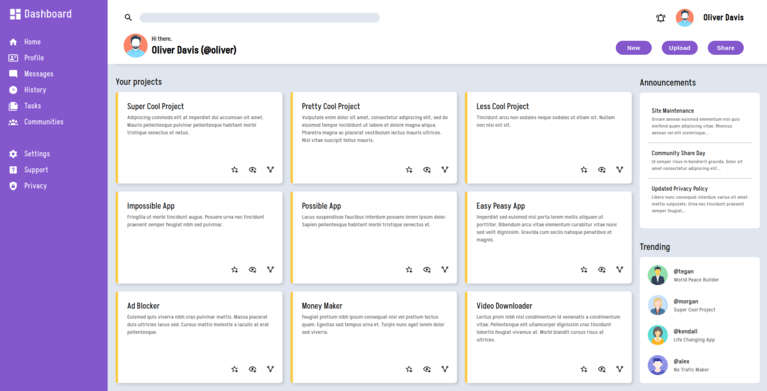 Dashboard
Home
Profile
Messages
History
Tasks
Communities
Settings
Support
Privacy
Oliver Davis
Hi there,
Oliver Davis (@oliver)
New
Upload
Share
Your projects
Super Cool Project
Adipiscing commodo elit at imperdiet dui accumsan sit amet.
Mauris pellentesque pulvinar pellentesque habitant morbi
tristique senectus et netus.
Pretty Cool Project
Vulputate enim dolor sit amet, consectetur adipiscing elit, sed do
eiusmod tempor incididunt ut labore et dolore magna aliqua.
Pharetra magna ac placerat vestibulum lectus mauris ultrices.
Nisi vitae suscipit tellus mauris.
Less Cool Project
Tincidunt arcu non sodales neque sodales ut etiam sit. Nullam
non nisi est sit.
Impossible App
Fringilla ut morbi tincidunt augue. Posuere urna nec tincidunt
praesent semper feugiat nibh sed pulvinar.
Possible App
Lacus suspendisse faucibus interdum posuere lorem ipsum dolor.
Sapien pellentesque habitant morbi tristique senectus et.
Easy Peasy App
Imperdiet sed euismod nisi porta lorem mollis aliquam ut
porttitor. Bibendum arcu vitae elementum curabitur vitae nunc
sed velit dignissim. Gravida cum sociis natoque penatibus et
magnis.
Ad Blocker
Euismod quis viverra nibh cras pulvinar mattis. Massa placerat
duis ultricies lacus sed. Cursus mattis molestie a iaculis at erat
pellentesque.
Money Maker
Feugiat pretium nibh ipsum consequat nisl vel pretium lectus
quam. Egestas sed tempus urna et. Turpis nunc eget lorem dolor
sed viverra.
Video Downloader
Lectus proin nibh nisl condimentum id venenatis a condimentum
vitae. Pellentesque elit ullamcorper dignissim cras tincidunt
lobortis feugiat vivamus at. Morbi blandit cursus risus at
ultrices.
Announcements
Site Maintenance
Ornare aenean euismod elementum nisi quis
eleifend quam adipiscing vitae. Rhoncus
aenean vel elit scelerisque...
Community Share Day
Id semper risus in hendrerit gravida. Dolor sit
amet consectetur adipiscing elit...
Updated Privacy Policy
Libero nunc consequat interdum varius sit amet
mattis vulputate. Urna nec tincidunt praesent
semper feugiat...
Trending
@tegan
World Peace Builder
@morgan
Super Cool Project
@kendall
Life Changing App
@alex
No Trafic Maker